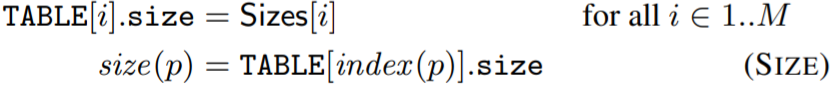 TABLE[i].size = Sizes[i] for all i ∈ 1..M
size(p) = TABLE[index(p)].size (SIZE)